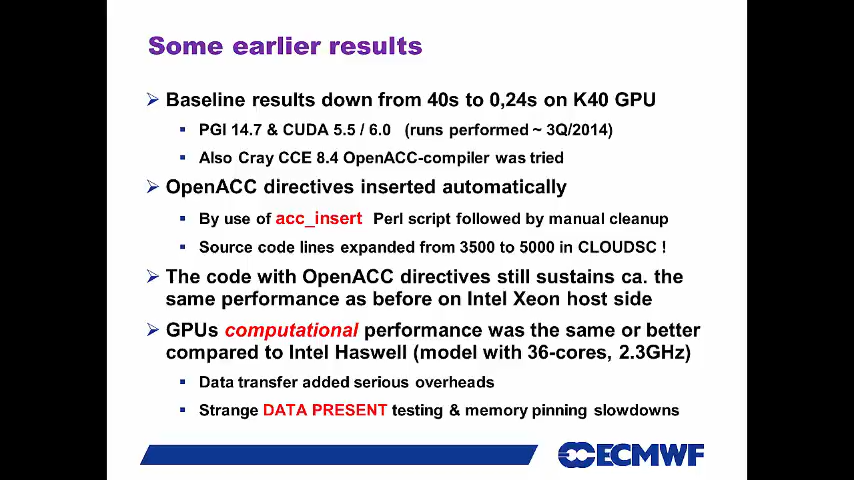 Some earlier results
Baseline results down from 40s to 0,24s on K40 GPU
PGI 14.7 & CUDA 5.5 / 6.0 (runs performed ~ 3Q/2014)
Also Cray CCE 8.4 OpenACC-compiler was tried
OpenACC directives inserted automatically
By use of acc_insert Perl script followed by manual cleanup
Source code lines expanded from 3500 to 5000 in CLOUDSC !
The code with OpenACC directives still sustains ca. the
same performance as before on Intel Xeon host side
GPUs computational performance was the same or better
compared to Intel Haswell (model with 36-cores, 2.3GHz)
Data transfer added serious overheads
Strange DATA PRESENT testing & memory pinning slowdowns
ECMWF